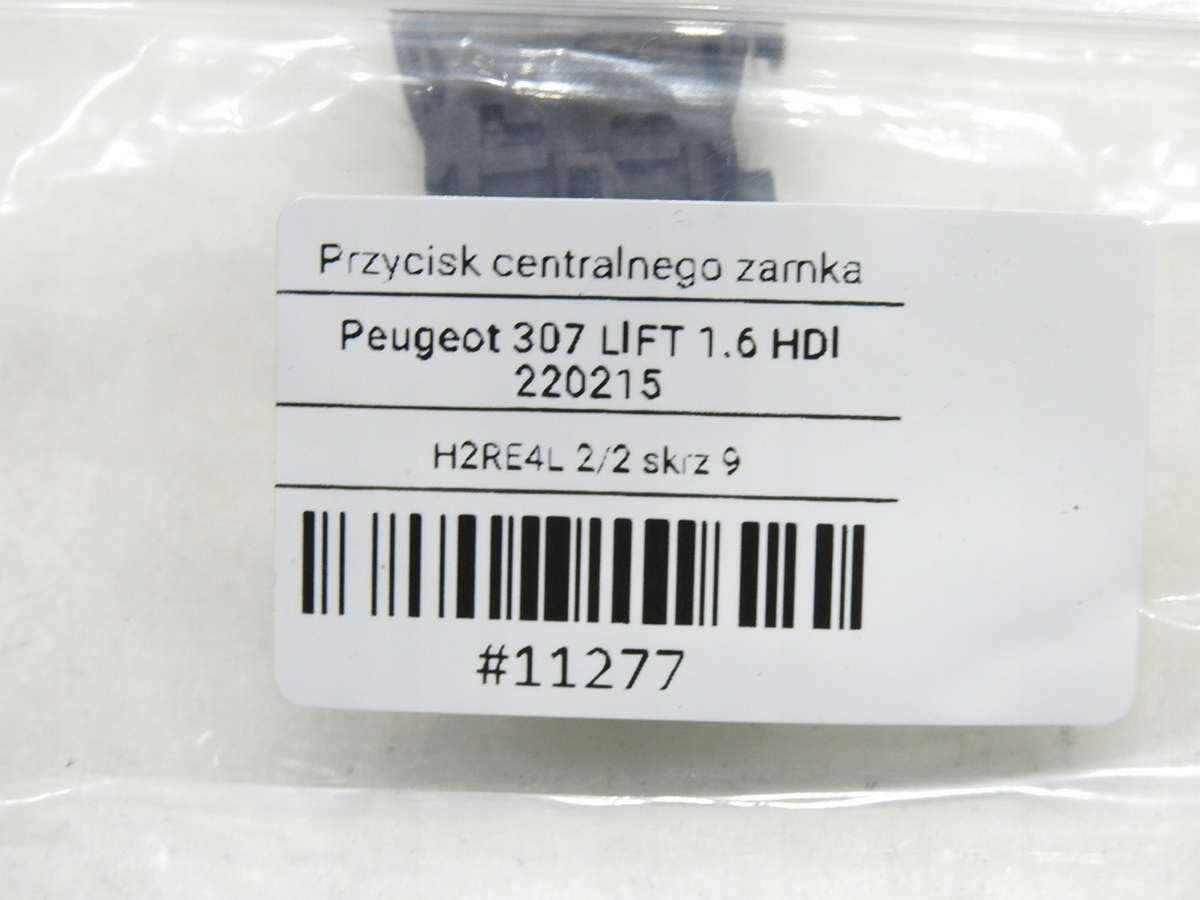 Przycisk centralnego zamka
Peugeot 307 LIFT 1.6 HDI
220215
H2RE4L 2/2 skrz 9
#11277